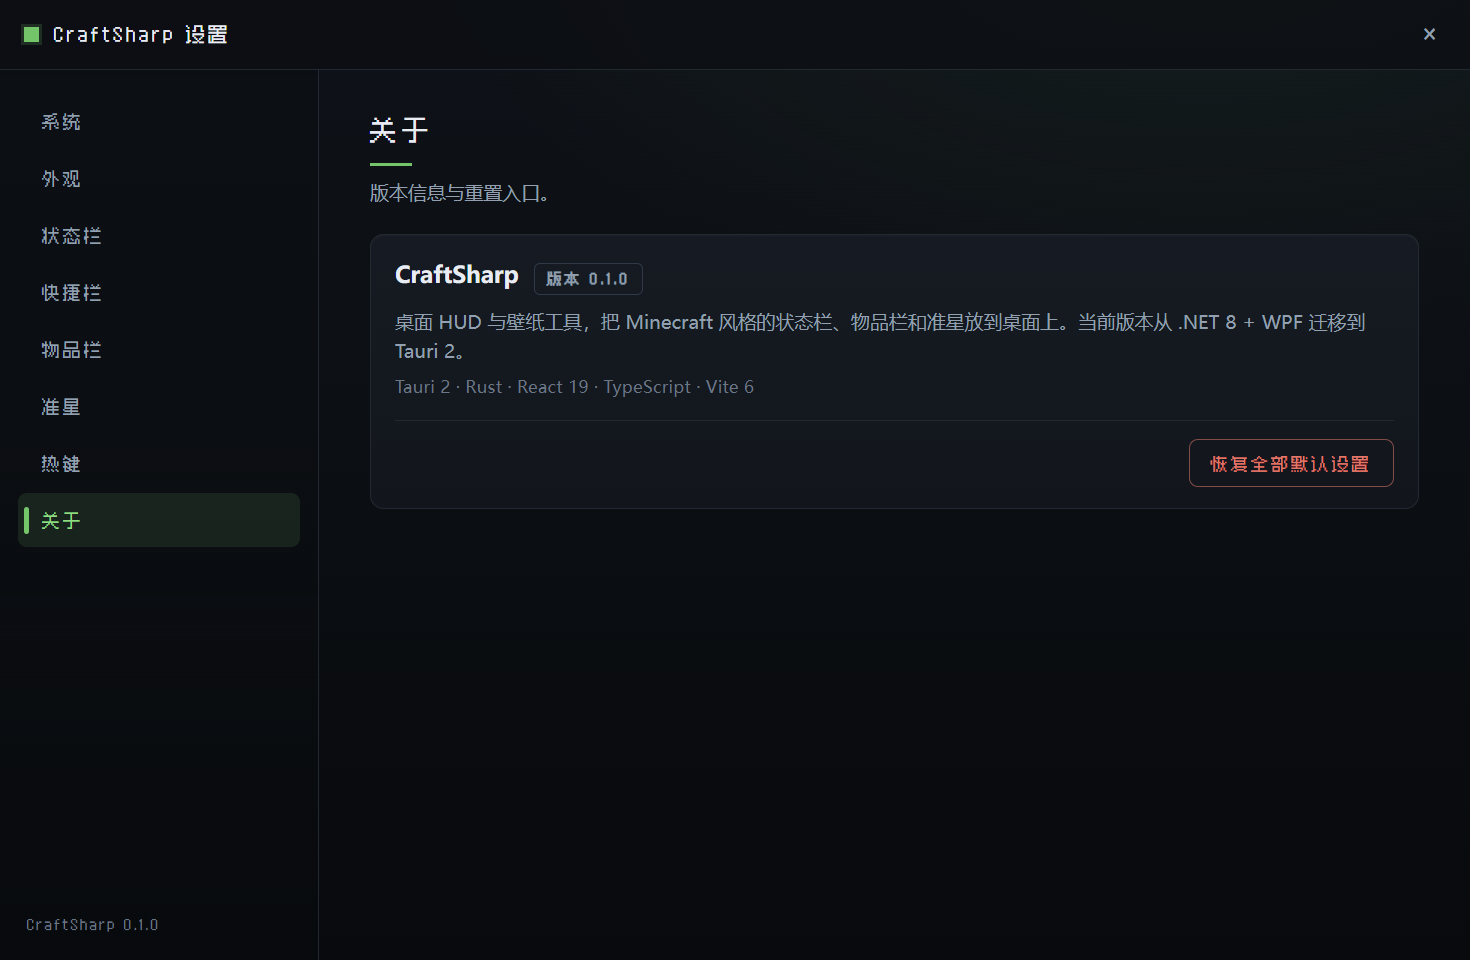 CraftSharp 设置
×
系统
外观
状态栏
快捷栏
物品栏
准星
热键
关于
CraftSharp 0.1.0
关于
版本信息与重置入口。
CraftSharp 版本 0.1.0
桌面 HUD 与壁纸工具，把 Minecraft 风格的状态栏、物品栏和准星放到桌面上。当前版本从 .NET 8 + WPF 迁移到
Tauri 2。
Tauri 2 · Rust · React 19 · TypeScript · Vite 6
恢复全部默认设置